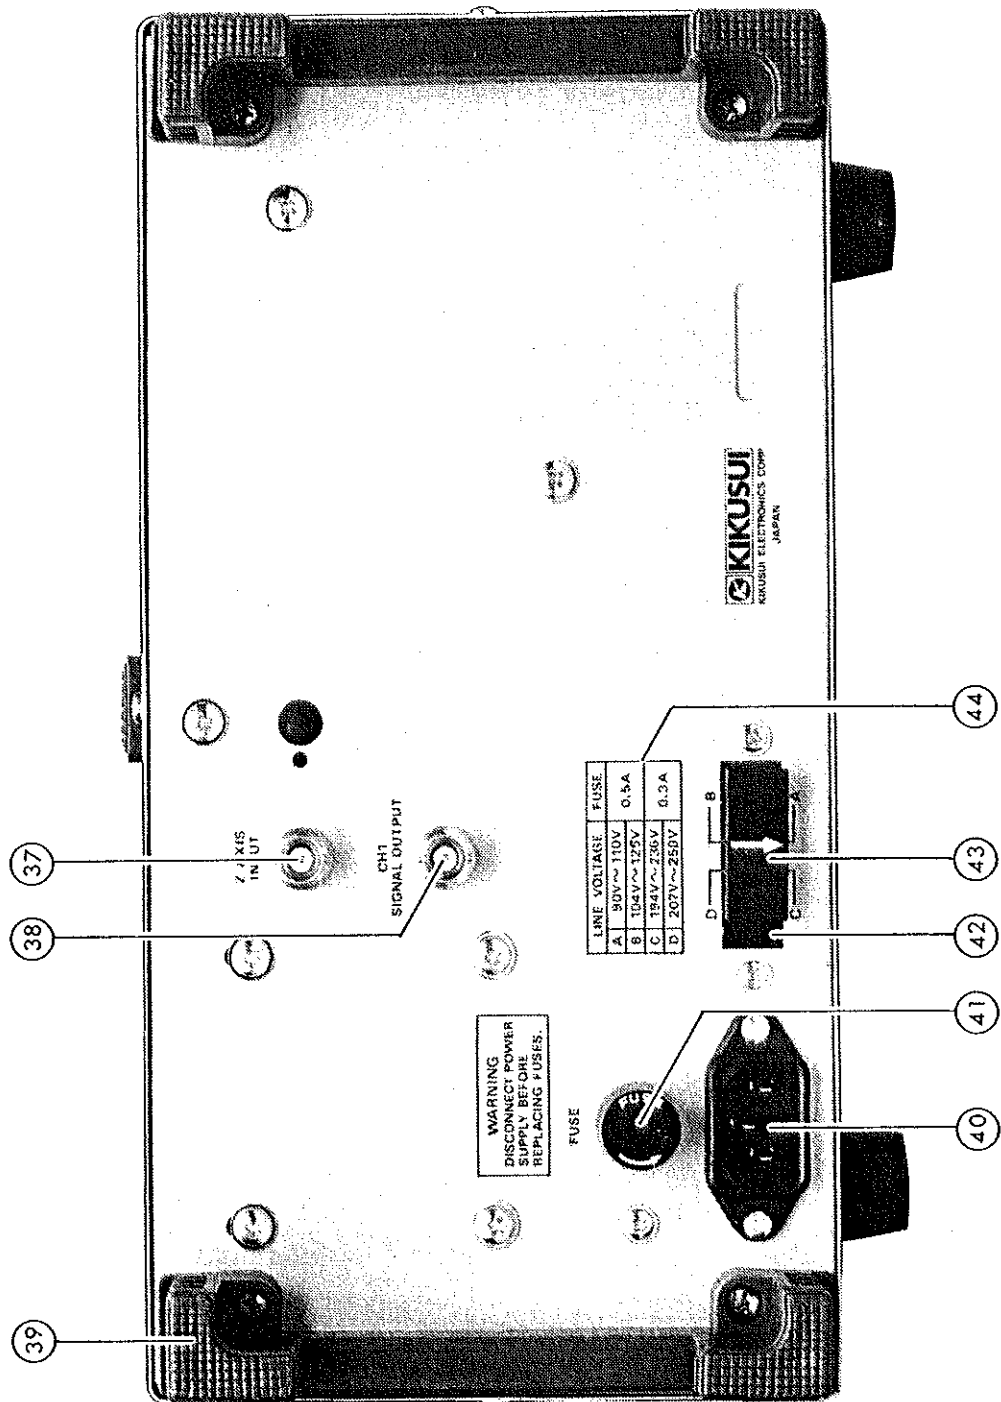 37
38
39
Z AXIS
INPUT
CH1
SIGNAL OUTPUT
WARNING
DISCONNECT POWER
SUPPLY BEFORE
REPLACING FUSES.
FUSE
FUSE
LINE VOLTAGE FUSE
A 90V~110V 0.5A
B 104V~125V
C 194V~236V 0.3A
D 207V~250V
D B
C A
KIKUSUI
KIKUSUI ELECTRONICS CORP
JAPAN
40
41
42
43
44